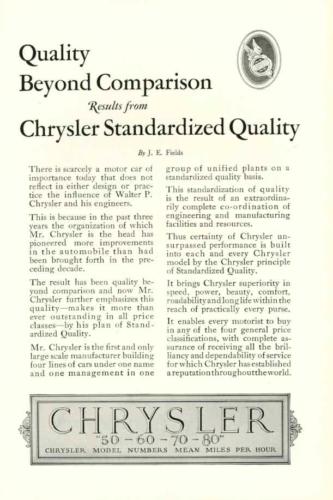 Quality
Beyond Comparison
Results from
Chrysler Standardized Quality
By J. E. Fields
There is scarcely a motor car of
importance today that does not
reflect in either design or prac-
tice the influence of Walter P.
Chrysler and his engineers.
This is because in the past three
years the organization of which
Mr. Chrysler is the head has
pioneered more improvements
in the automobile than had
been brought forth in the pre-
ceding decade.
The result has been quality be-
yond comparison and now Mr.
Chrysler further emphasizes this
quality—makes it more than
ever outstanding in all price
classes—by his plan of Stand-
ardized Quality.
Mr. Chrysler is the first and only
large scale manufacturer building
four lines of cars under one name
and one management in one
group of unified plants on a
standardized quality basis.
This standardization of quality
is the result of an extraordina-
rily complete co-ordination of
engineering and manufacturing
facilities and resources.
Thus certainty of Chrysler un-
surpassed performance is built
into each and every Chrysler
model by the Chrysler principle
of Standardized Quality.
It brings Chrysler superiority in
speed, power, beauty, comfort,
roadability and long life within the
reach of practically every purse.
It enables every motorist to buy
in any of the four general price
classifications, with complete as-
surance of receiving all the bril-
liancy and dependability of service
for which Chrysler has established
a reputation throughout the world.
CHRYSLER
"50-60-70-80"
CHRYSLER MODEL NUMBERS MEAN MILES PER HOUR